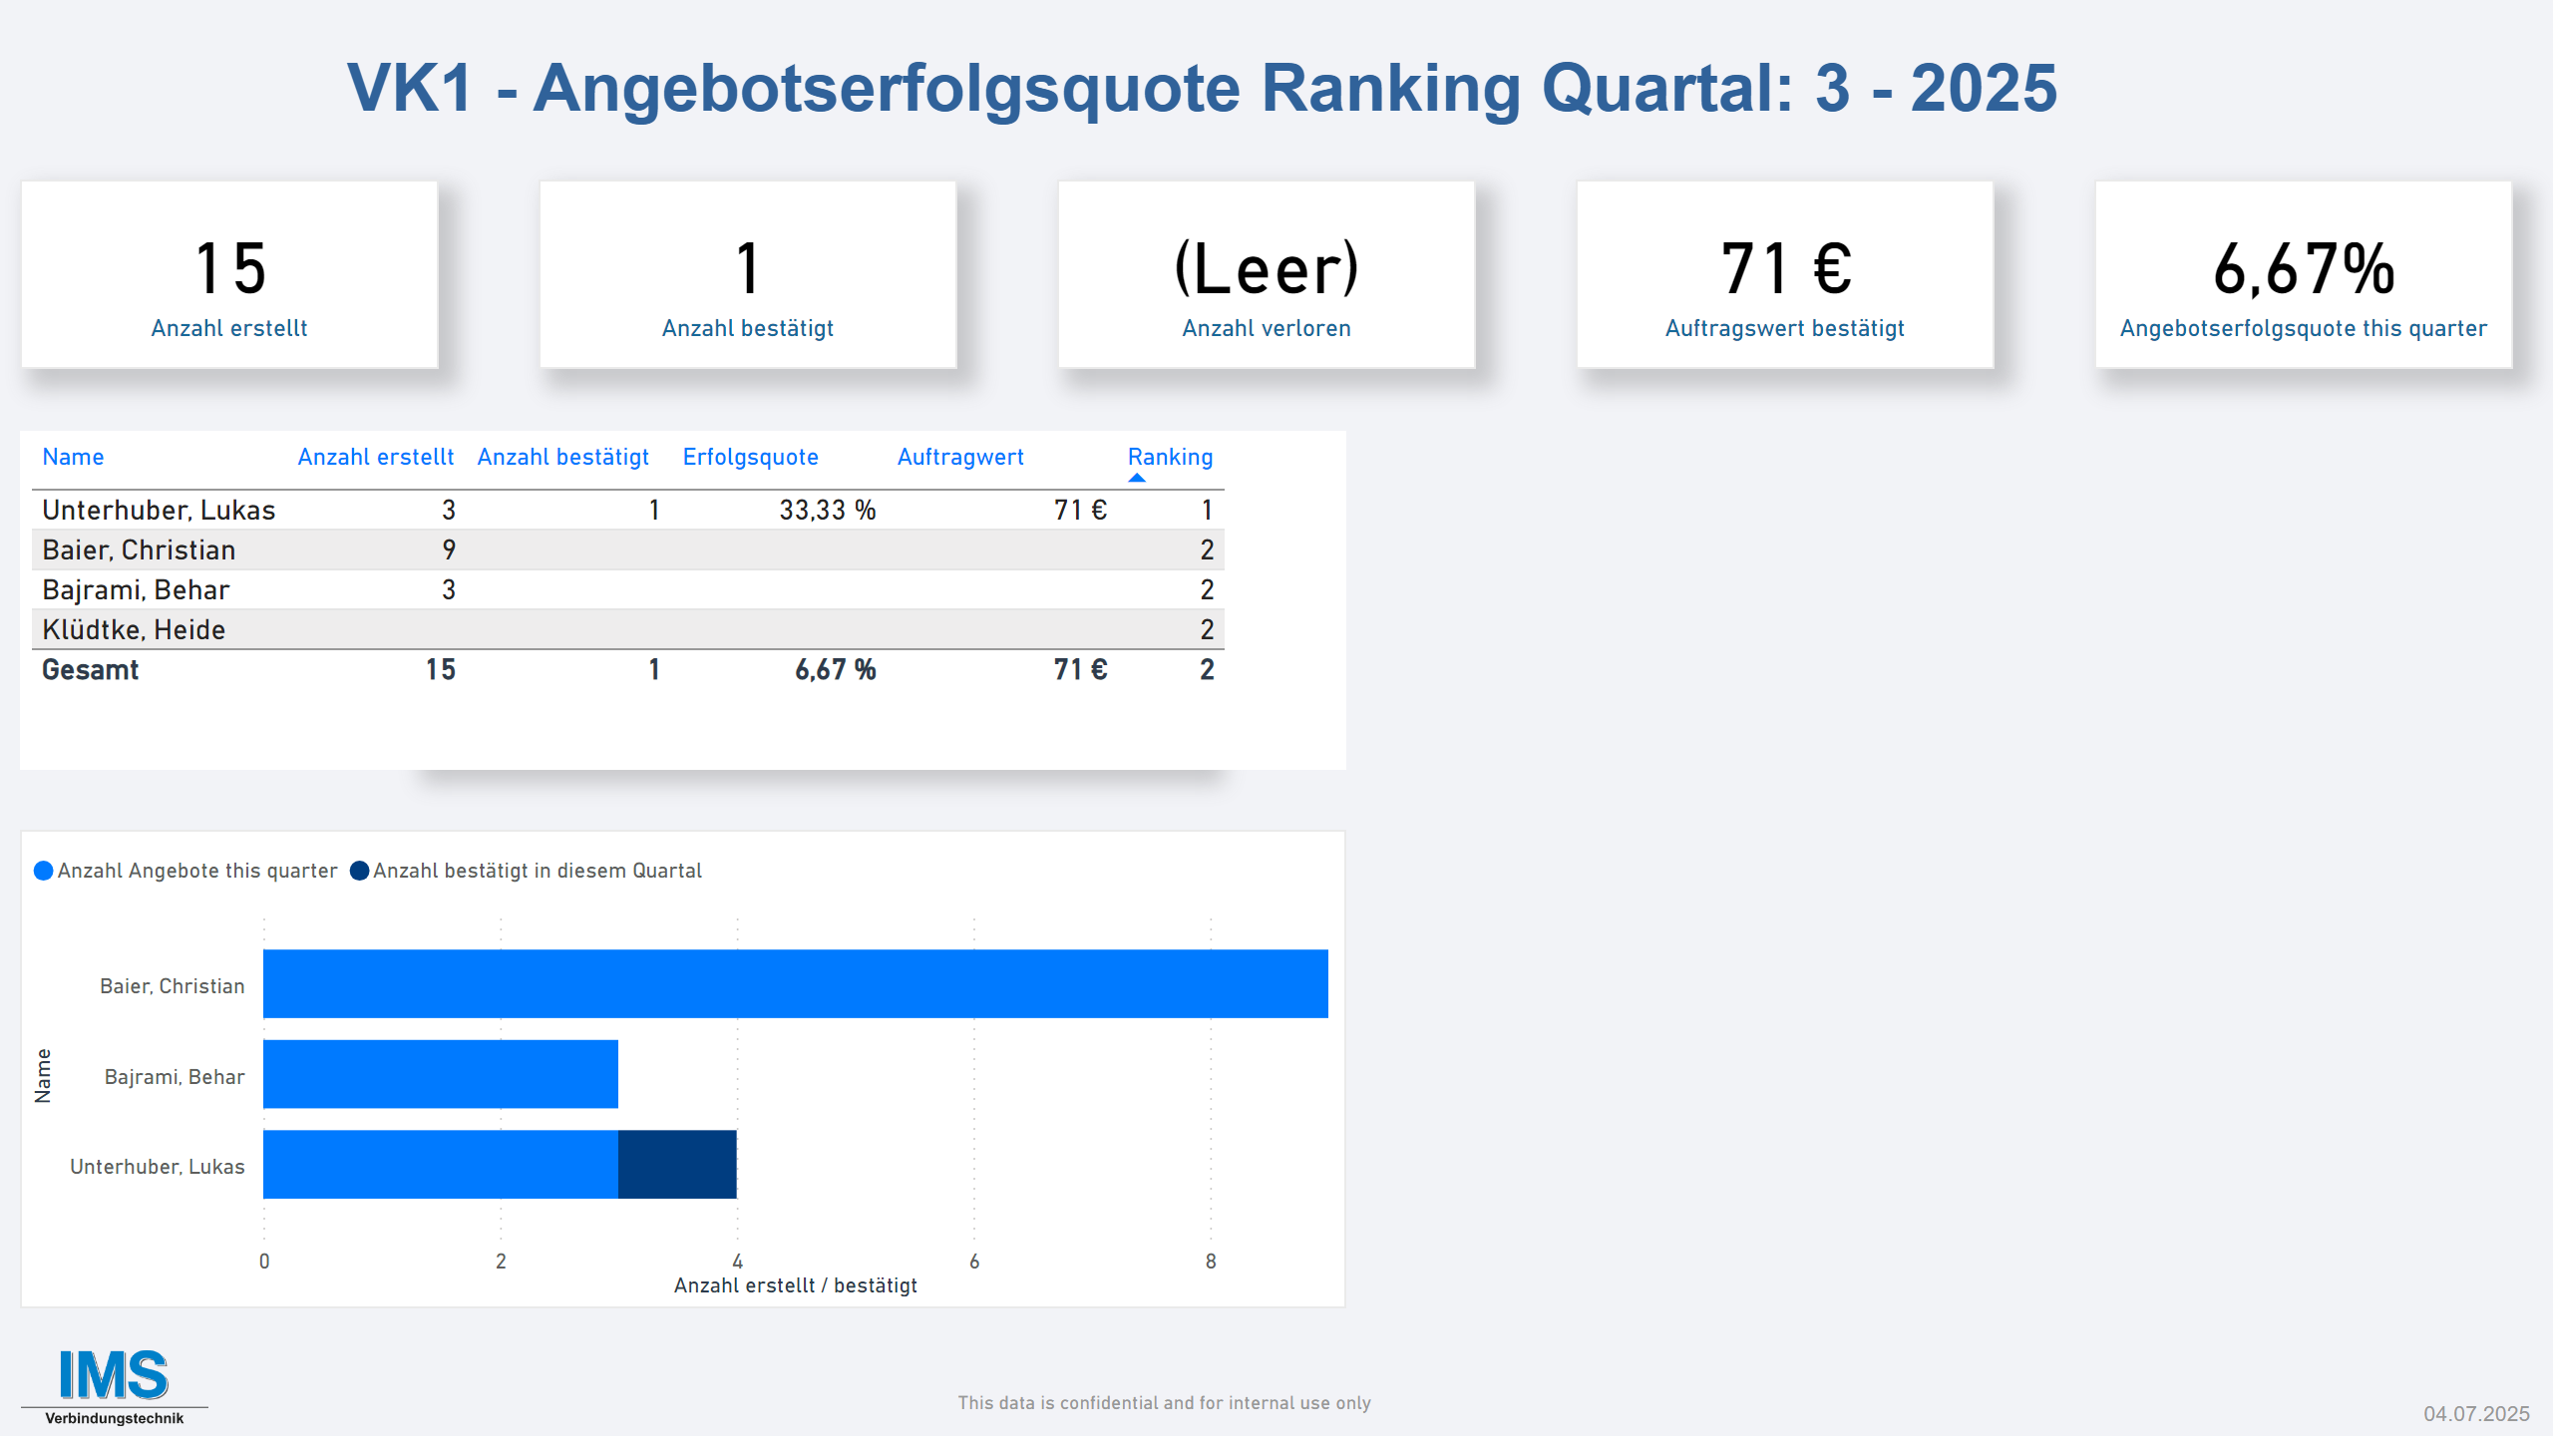 VK1 - Angebotserfolgsquote Ranking Quartal: 3 - 2025
15
Anzahl erstellt
1
Anzahl bestätigt
(Leer)
Anzahl verloren
71 €
Auftragswert bestätigt
6,67%
Angebotserfolgsquote this quarter
Name Anzahl erstellt Anzahl bestätigt Erfolgsquote Auftragwert Ranking
Unterhuber, Lukas 3 1 33,33 % 71 € 1
Baier, Christian 9 2
Bajrami, Behar 3 2
Klüdtke, Heide 2
Gesamt 15 1 6,67 % 71 € 2
Anzahl Angebote this quarter Anzahl bestätigt in diesem Quartal
Name
Baier, Christian
Bajrami, Behar
Unterhuber, Lukas
0 2 4 6 8
Anzahl erstellt / bestätigt
IMS
Verbindungstechnik
This data is confidential and for internal use only
04.07.2025